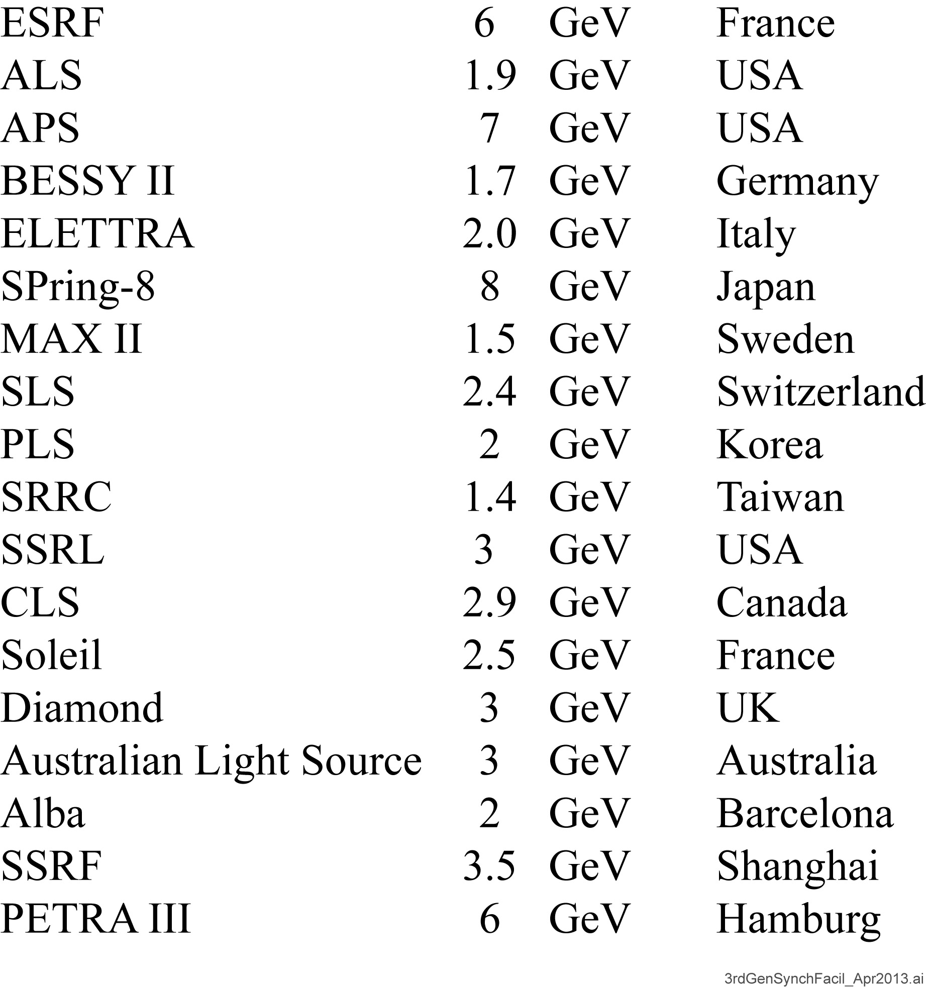 ESRF 6 GeV France
ALS 1.9 GeV USA
APS 7 GeV USA
BESSY II 1.7 GeV Germany
ELETTRA 2.0 GeV Italy
SPring-8 8 GeV Japan
MAX II 1.5 GeV Sweden
SLS 2.4 GeV Switzerland
PLS 2 GeV Korea
SRRC 1.4 GeV Taiwan
SSRL 3 GeV USA
CLS 2.9 GeV Canada
Soleil 2.5 GeV France
Diamond 3 GeV UK
Australian Light Source 3 GeV Australia
Alba 2 GeV Barcelona
SSRF 3.5 GeV Shanghai
PETRA III 6 GeV Hamburg
3rdGenSynchFacil_Apr2013.ai